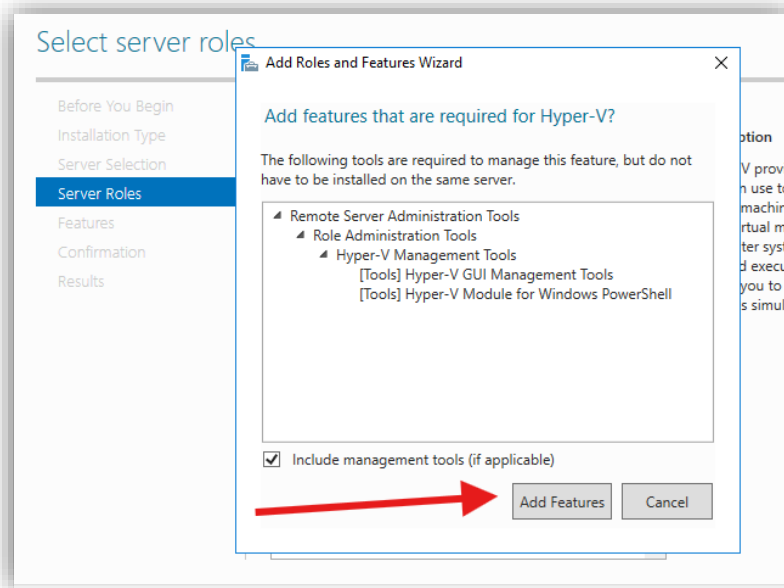 Select server roles
Add Roles and Features Wizard
Before You Begin
Installation Type
Server Selection
Server Roles
Features
Confirmation
Results
Add features that are required for Hyper-V?
The following tools are required to manage this feature, but do not
have to be installed on the same server.
Remote Server Administration Tools
Role Administration Tools
Hyper-V Management Tools
[Tools] Hyper-V GUI Management Tools
[Tools] Hyper-V Module for Windows PowerShell
Include management tools (if applicable)
Add Features
Cancel
V
use to
you to